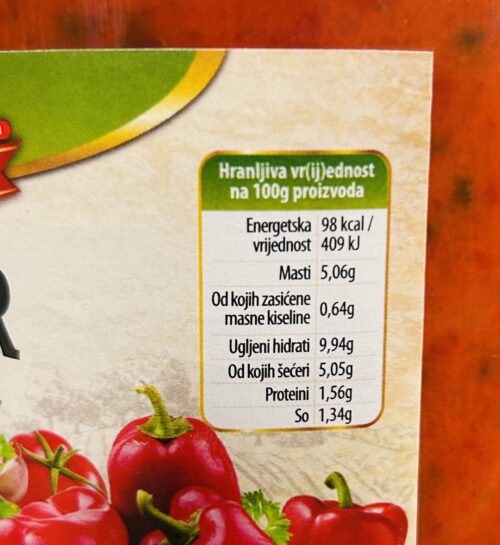 Hranljiva vr(ij)ednost
na 100g proizvoda
Energetska 98 kcal /
vrijednost 409 kJ
Masti 5,06g
Od kojih zasićene
masne kiseline 0,64g
Ugljeni hidrati 9,94g
Od kojih šećeri 5,05g
Proteini 1,56g
So 1,34g
R